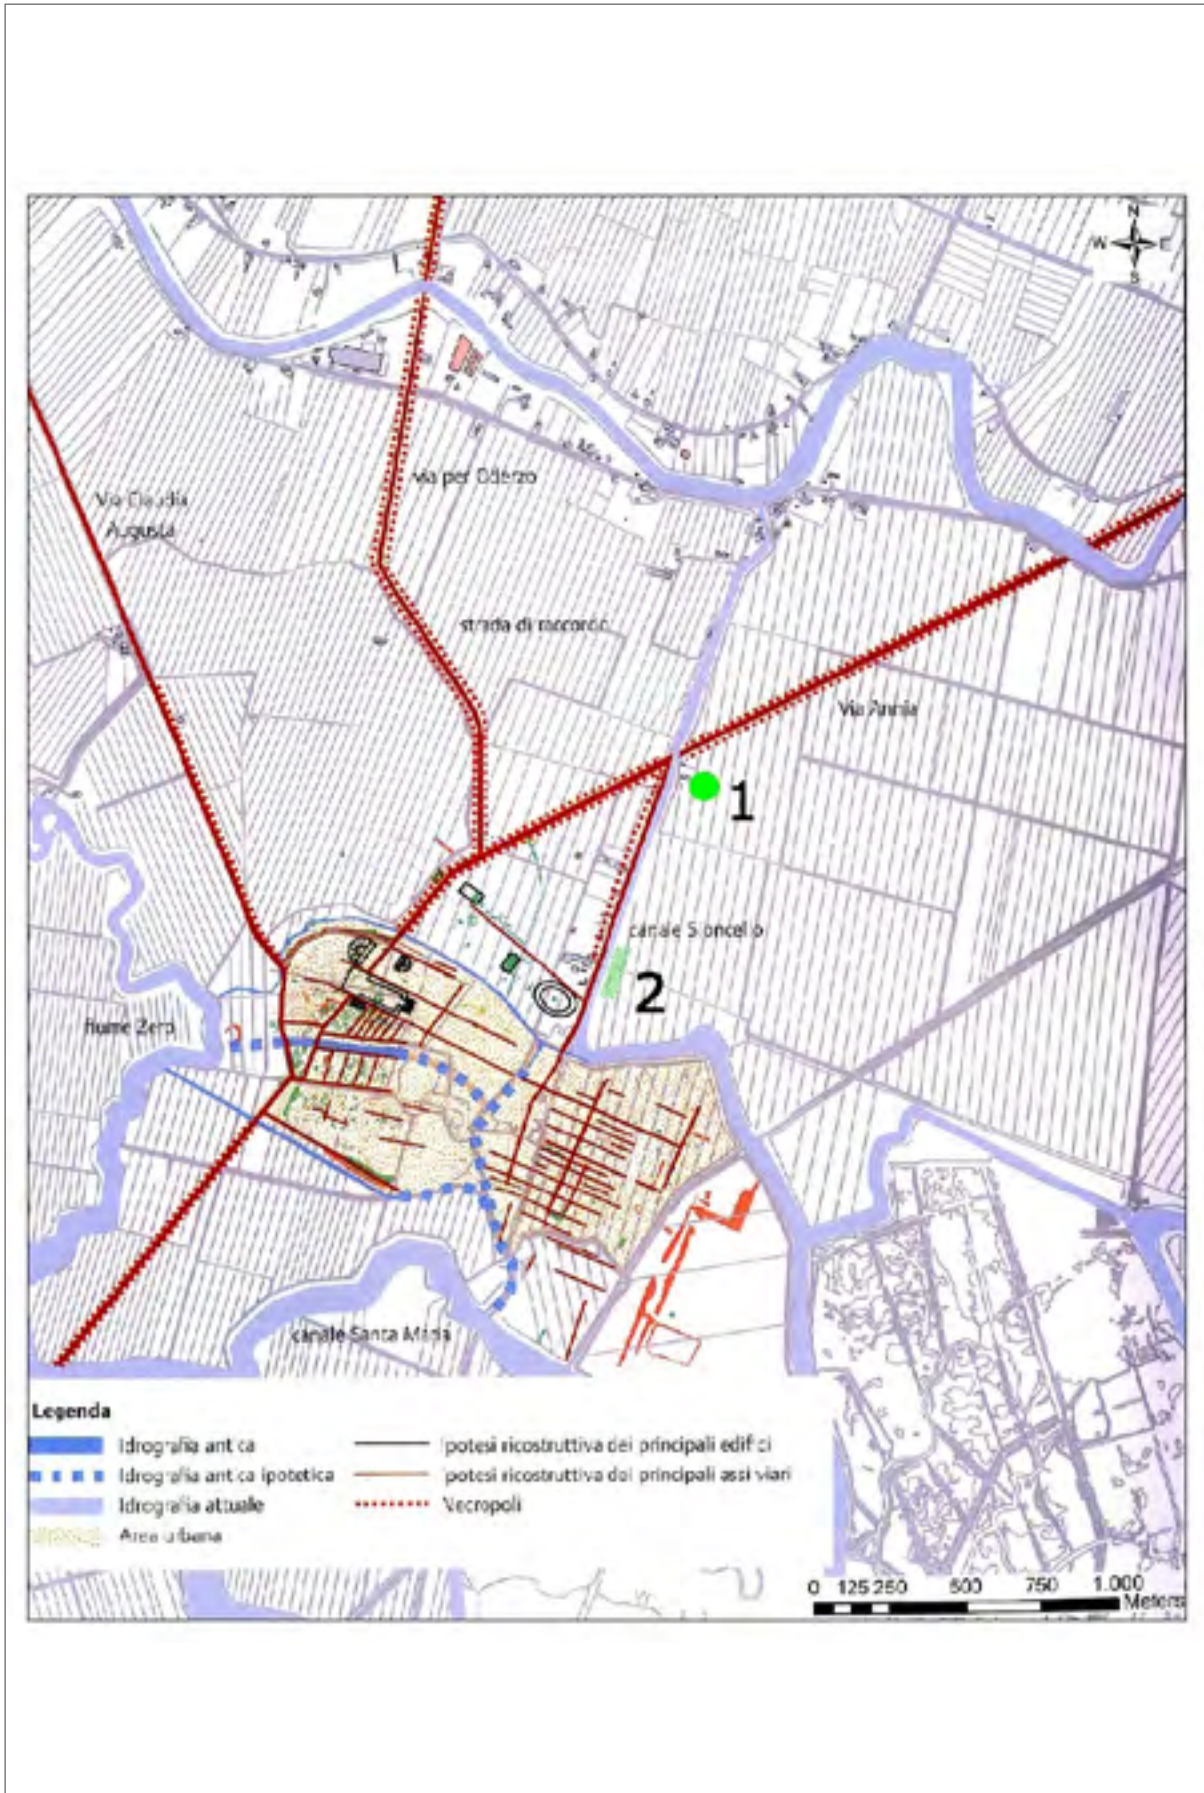 N
W E
S
via per Oderzo
Via Claudia
Augusta
strada di raccordo
Via Annia
1
canale Sioncello
2
fiume Zero
canale Santa Maria
Legenda
Idrografia antica
Ipotesi ricostruttiva dei principali edifici
Idrografia antica ipotetica
Ipotesi ricostruttiva dei principali assi viari
Idrografia attuale
Necropoli
Area urbana
0 125 250 500 750 1.000
Meters